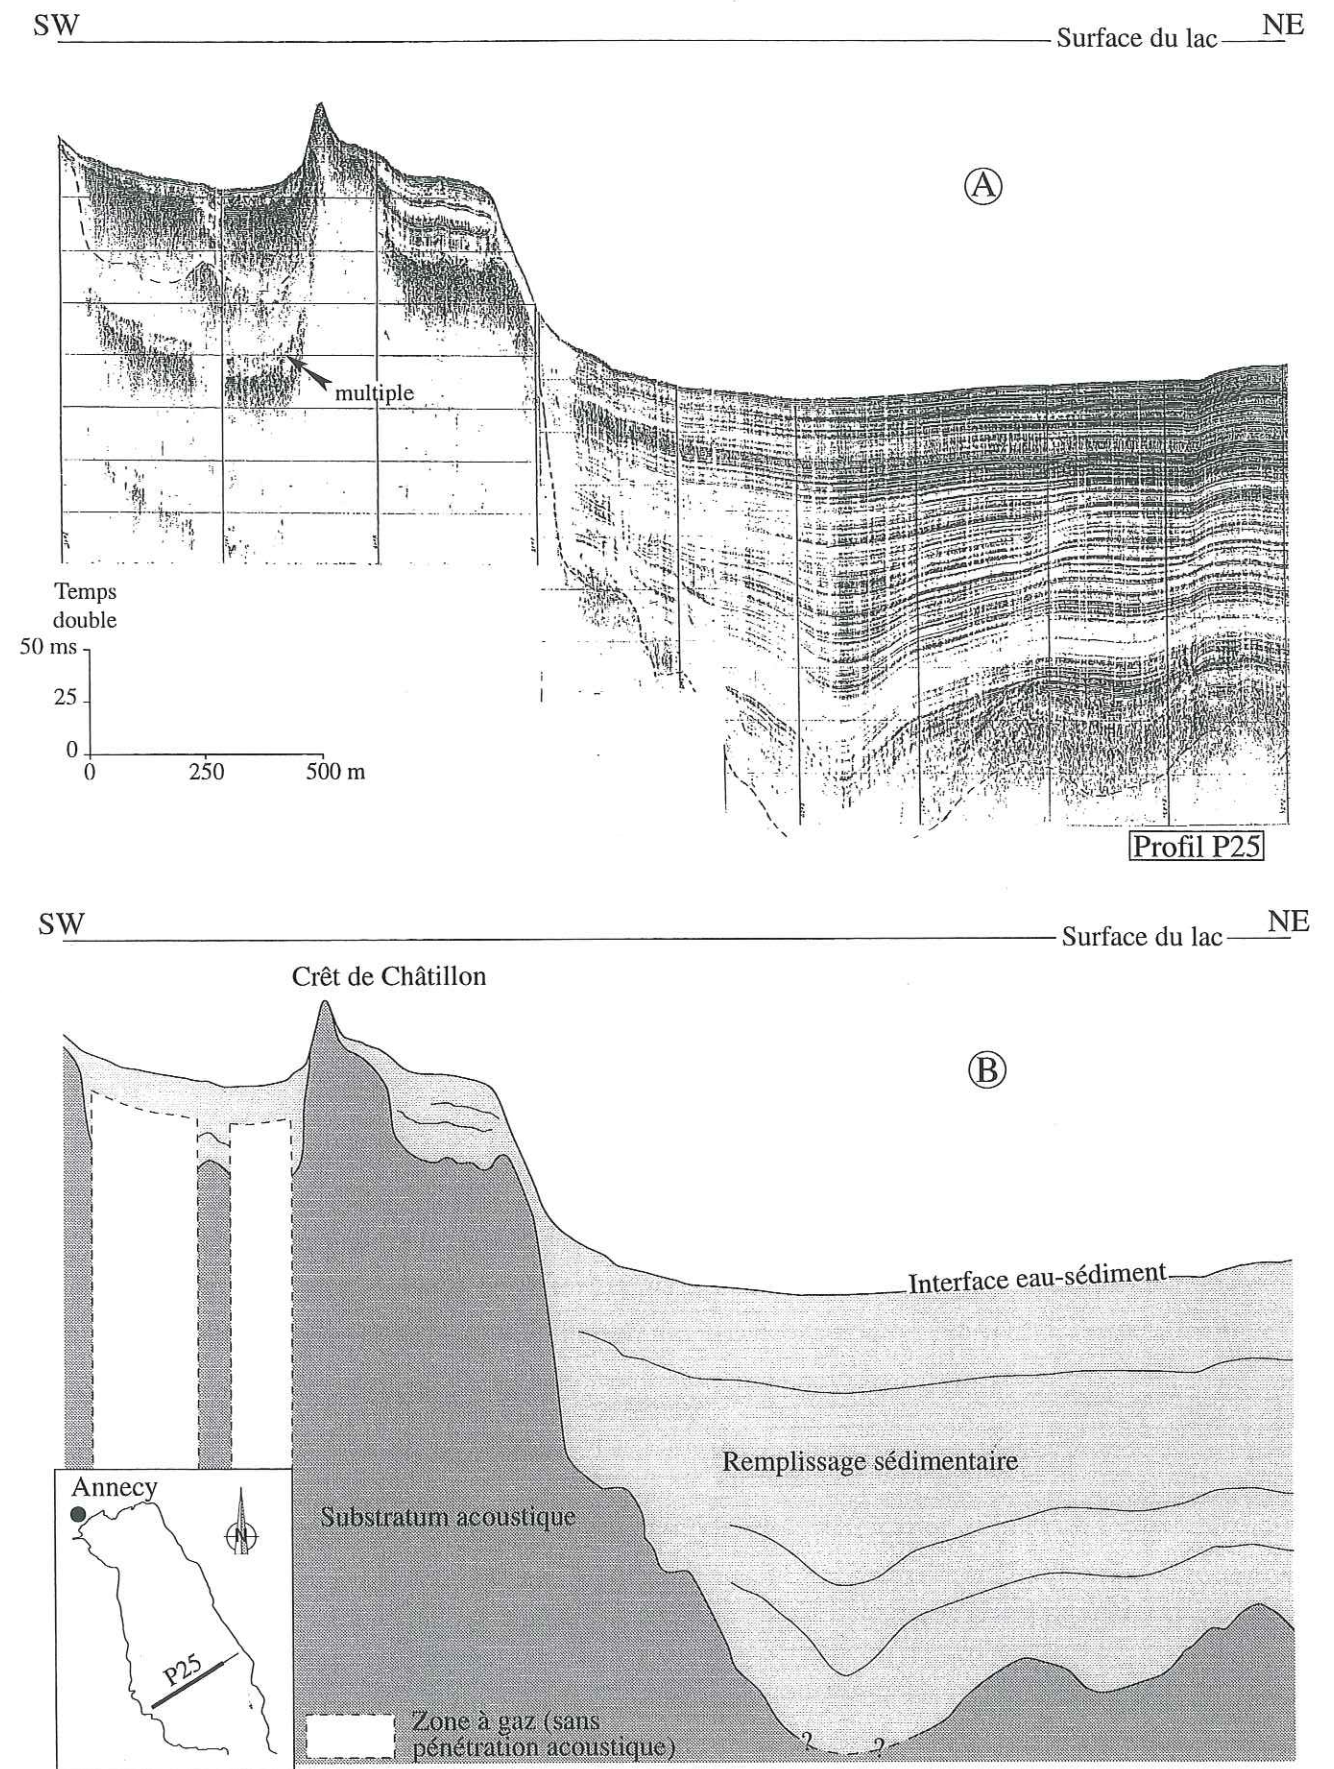 SW
NE
Surface du lac
A
multiple
Temps
double
50 ms
25
0
0 250 500 m
Profil P25
SW
NE
Surface du lac
Crêt de Châtillon
B
Interface eau-sédiment
Remplissage sédimentaire
Substratum acoustique
Annecy
N
P25
Zone à gaz (sans
pénétration acoustique)
? ?